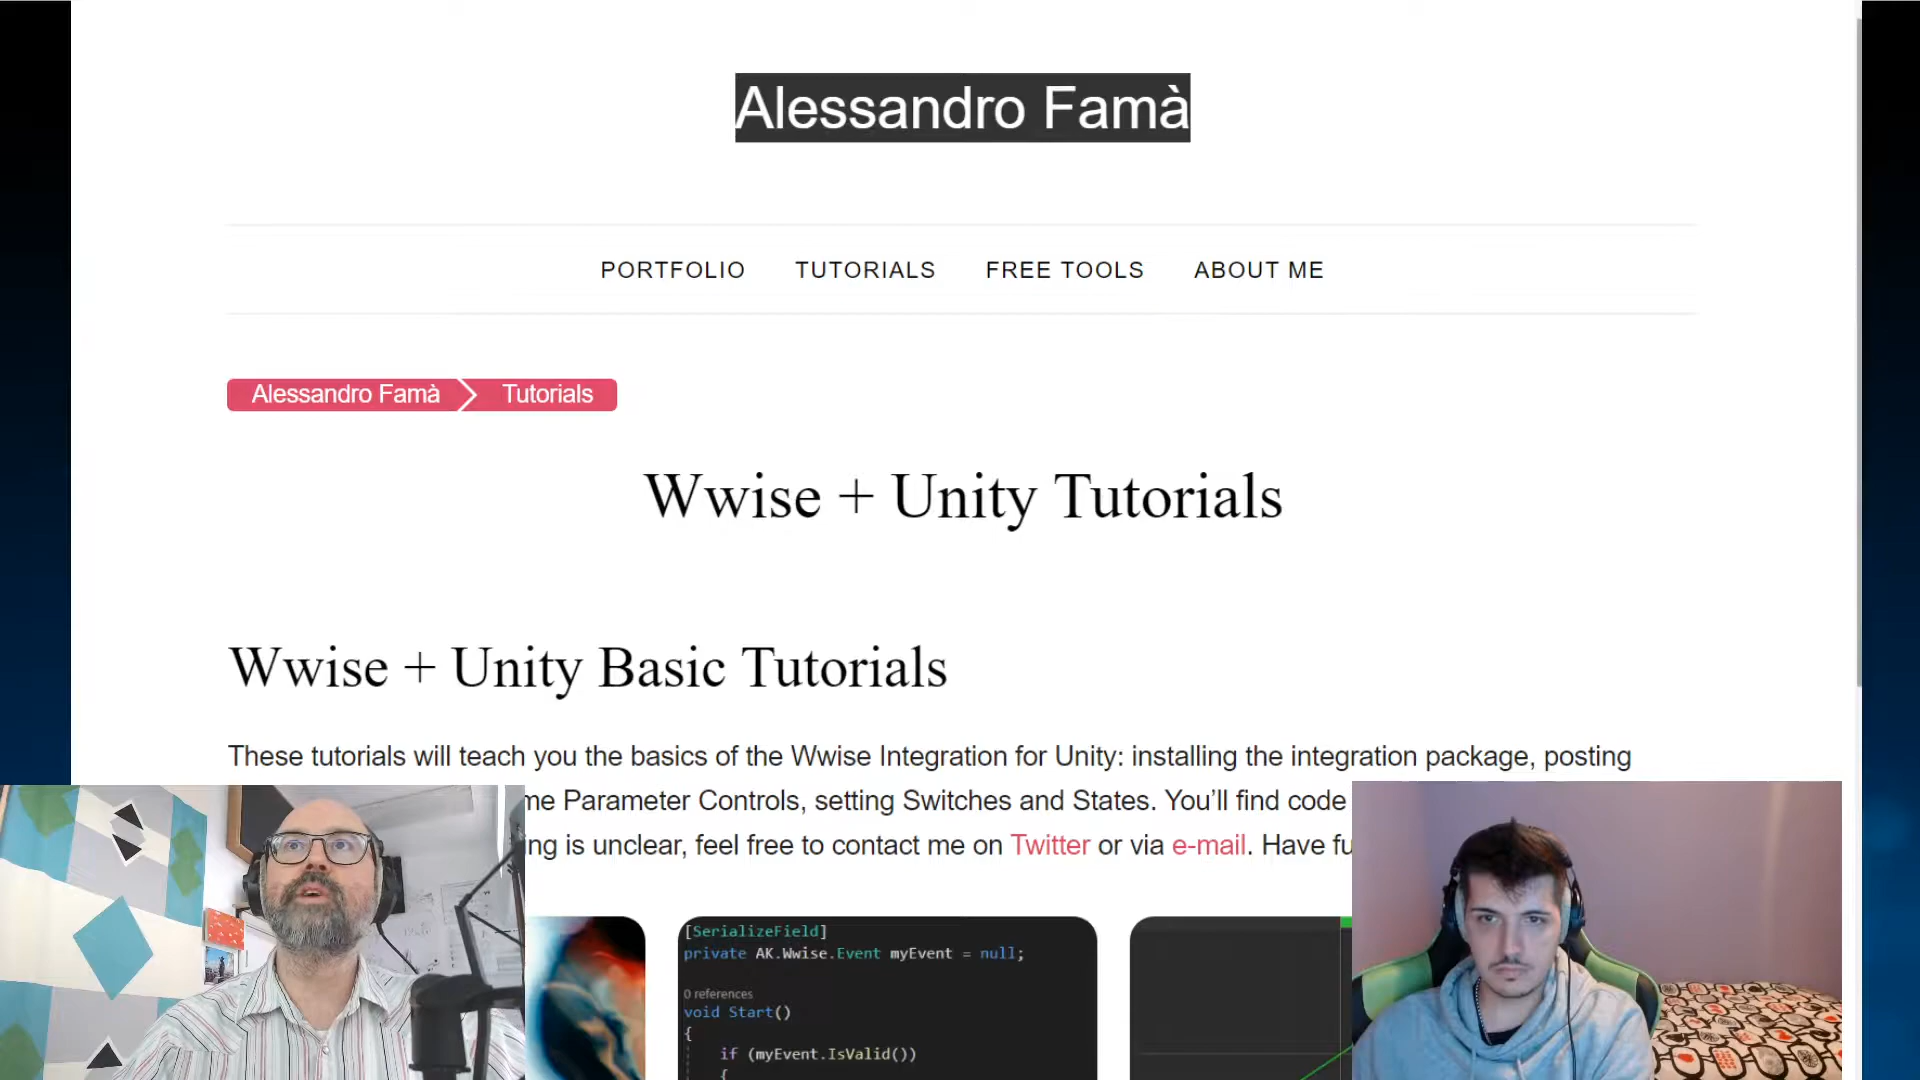 Alessandro Famà
PORTFOLIO TUTORIALS FREE TOOLS ABOUT ME
Alessandro Famà Tutorials
Wwise + Unity Tutorials
Wwise + Unity Basic Tutorials
These tutorials will teach you the basics of the Wwise Integration for Unity: installing the integration package, posting
me Parameter Controls, setting Switches and States. You’ll find code
ng is unclear, feel free to contact me on Twitter or via e-mail. Have fu
[SerializeField]
private AK.Wwise.Event myEvent = null;
0 references
void Start()
{
if (myEvent.IsValid())
{